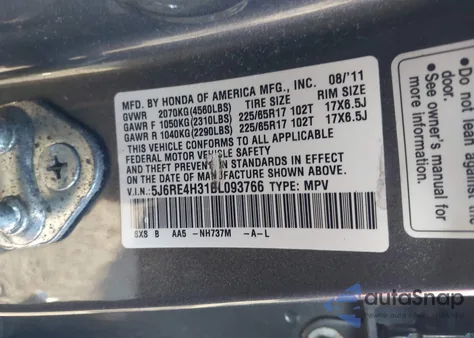 MFD. BY HONDA OF AMERICA MFG., INC. 08/'11
GVWR 2070KG(4560LBS) TIRE SIZE RIM SIZE
GAWR F 1050KG(2310LBS) 225/65R17 102T 17X6.5J
GAWR R 1040KG(2290LBS) 225/65R17 102T 17X6.5J
THIS VEHICLE CONFORMS TO ALL APPLICABLE
FEDERAL MOTOR VEHICLE SAFETY, BUMPER,
AND THEFT PREVENTION STANDARDS IN EFFECT
ON THE DATE OF MANUFACTURE SHOWN ABOVE.
V.I.N.: 5J6RE4H31BL093766 TYPE: MPV
SXS B AA5 -NH737M -A-L
door.
• See owner's manual for
• Do not lean against the
autoSnap